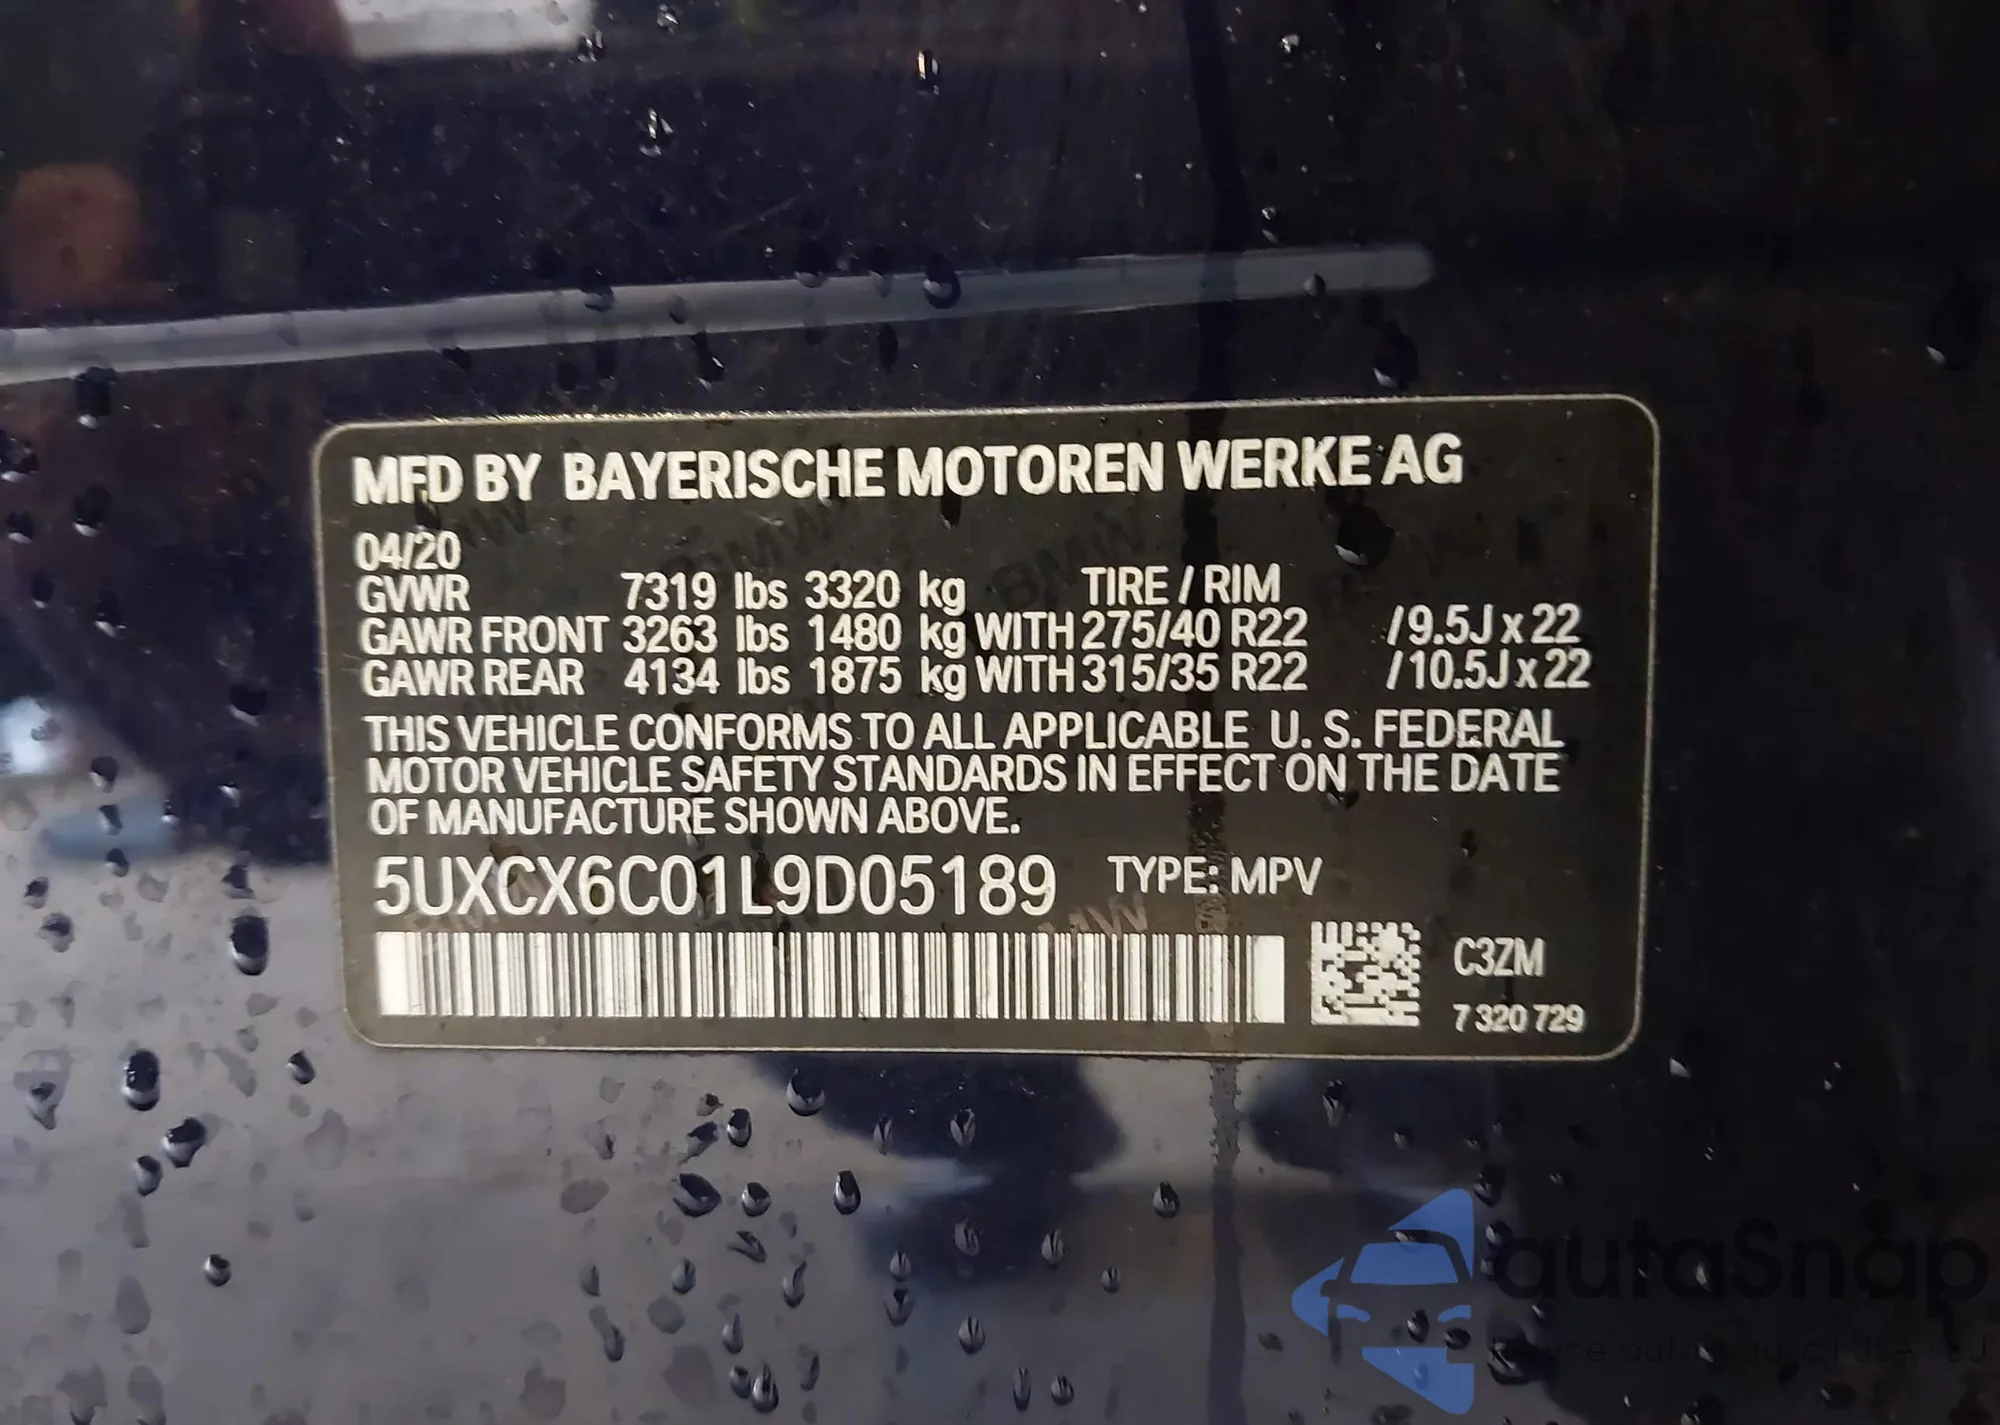 MFD BY BAYERISCHE MOTOREN WERKE AG
04/20
GVWR 7319 lbs 3320 kg TIRE / RIM
GAWR FRONT 3263 lbs 1480 kg WITH 275/40 R22 / 9.5J x 22
GAWR REAR 4134 lbs 1875 kg WITH 315/35 R22 / 10.5J x 22
THIS VEHICLE CONFORMS TO ALL APPLICABLE U. S. FEDERAL
MOTOR VEHICLE SAFETY STANDARDS IN EFFECT ON THE DATE
OF MANUFACTURE SHOWN ABOVE.
5UXCX6C01L9D05189 TYPE: MPV
C3ZM
7 320 729
autaSnap